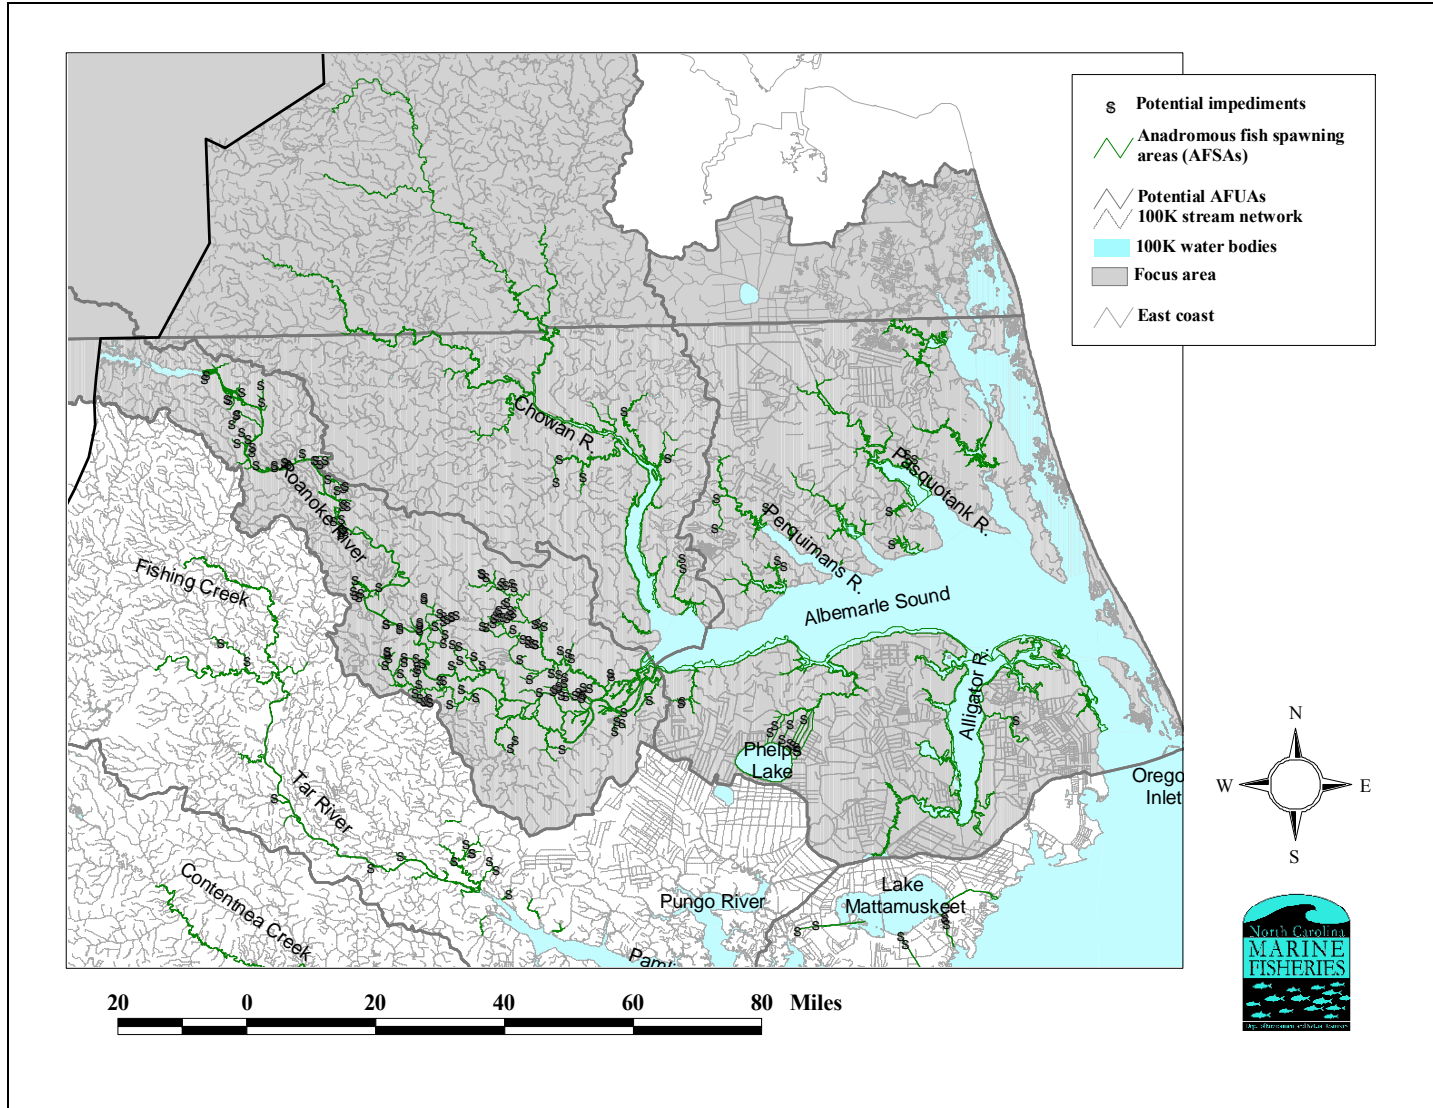 S Potential impediments
Anadromous fish spawning
areas (AFSAs)
Potential AFUAs
100K stream network
100K water bodies
Focus area
East coast
Chowan R.
Pasquotank R.
Roanoke River
Perquimans R.
Fishing Creek
Albemarle Sound
Alligator R.
Phelps
Lake
Orego
Inlet
Tar River
Contentnea Creek
Pungo River
Lake
Mattamuskeet
Pamli
N
W E
S
North Carolina
MARINE
FISHERIES
20 0 20 40 60 80 Miles